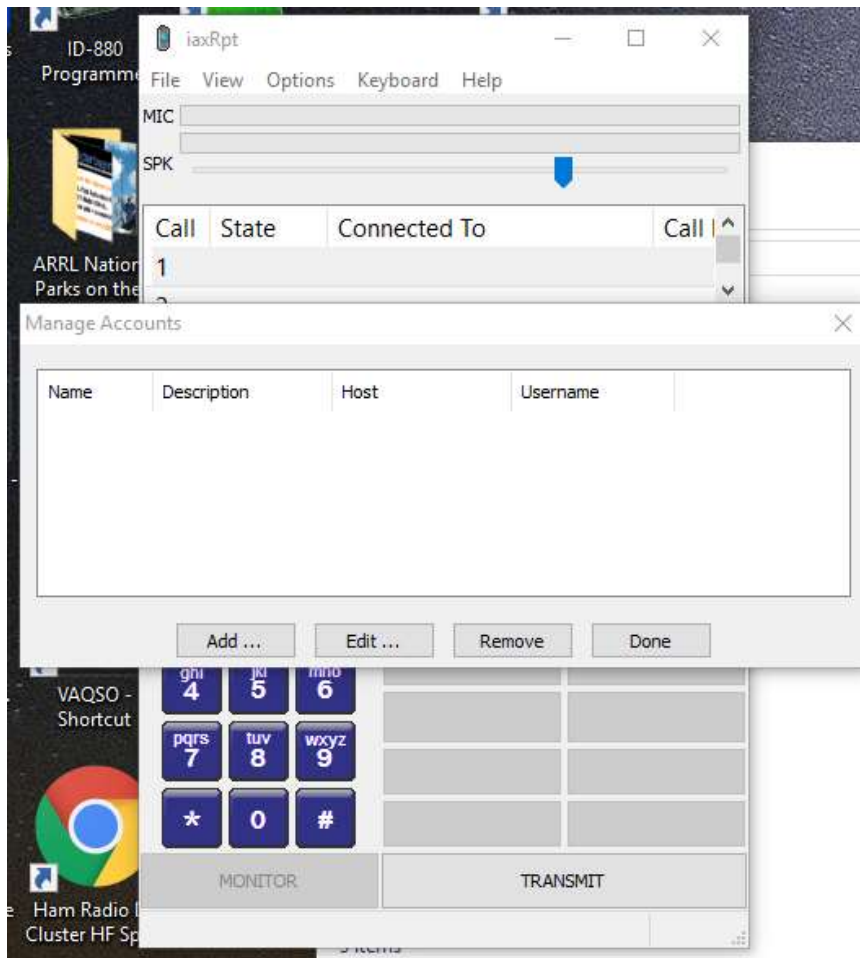 ID-880
Programme
iaxRpt
File View Options Keyboard Help
MIC
SPK
Call State Connected To Call
1
ARRL Nation
Parks on the
Manage Accounts
Name Description Host Username
Add ... Edit ... Remove Done
ghi jkl mno
4 5 6
pqrs tuv wxyz
7 8 9
* 0 #
VAQSO -
Shortcut
MONITOR TRANSMIT
Ham Radio
Cluster HF Sp